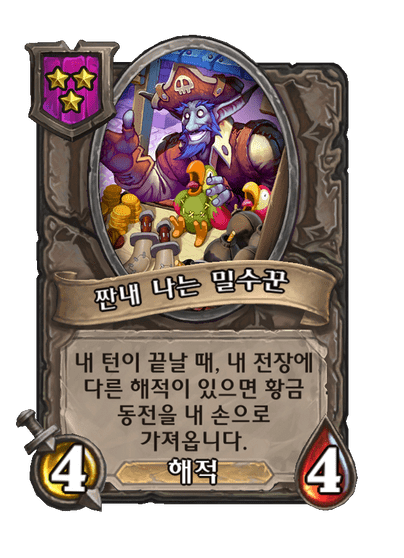 짠내 나는 밀수꾼
내 턴이 끝날 때, 내 전장에
다른 해적이 있으면 황금
동전을 내 손으로
가져옵니다.
해적
4
4